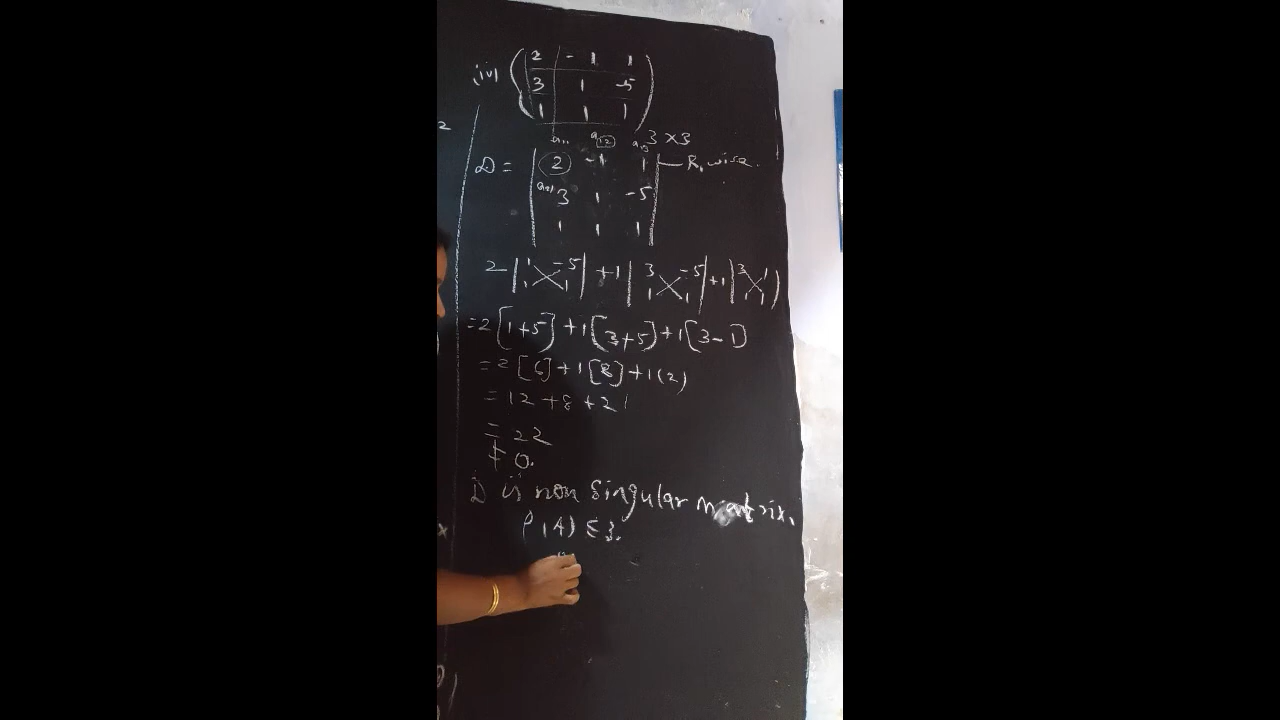 iv) ( 2 -1 1
3 1 -5
1 1 1 ) 3×3
a11 a12 a13
D = | 2 -1 1 | — R1 wise.
a21 3 1 -5
1 1 1
2 | 1 -5 1 1 | + 1 | 3 -5 1 1 | + 1 | 3 1 1 1 |
= 2 [1+5] + 1 [3+5] + 1 [3-1]
= 2 [6] + 1 [8] + 1(2)
= 12 + 8 + 2
= 22
≠ 0.
D is non singular matrix.
ρ(A) ≤ 3.